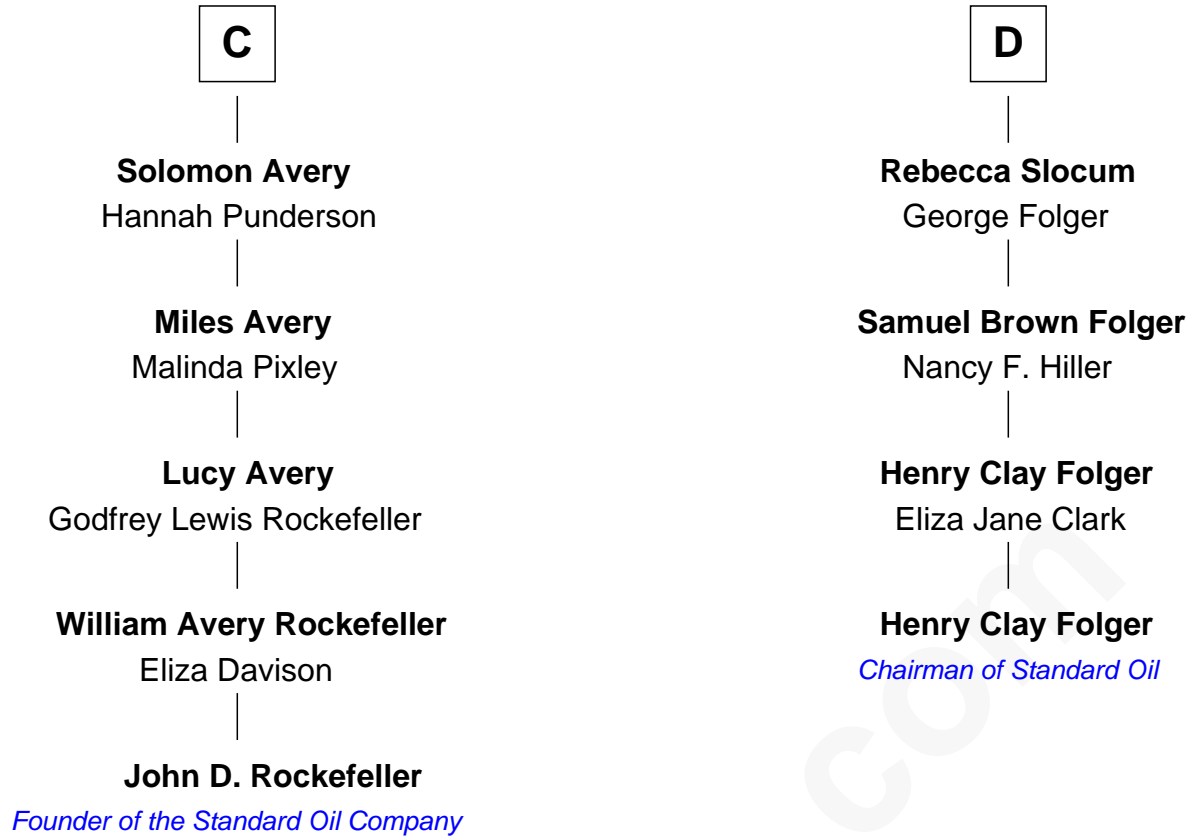 C
Solomon Avery
Hannah Punderson
Miles Avery
Malinda Pixley
Lucy Avery
Godfrey Lewis Rockefeller
William Avery Rockefeller
Eliza Davison
John D. Rockefeller
Founder of the Standard Oil Company
D
Rebecca Slocum
George Folger
Samuel Brown Folger
Nancy F. Hiller
Henry Clay Folger
Eliza Jane Clark
Henry Clay Folger
Chairman of Standard Oil
com